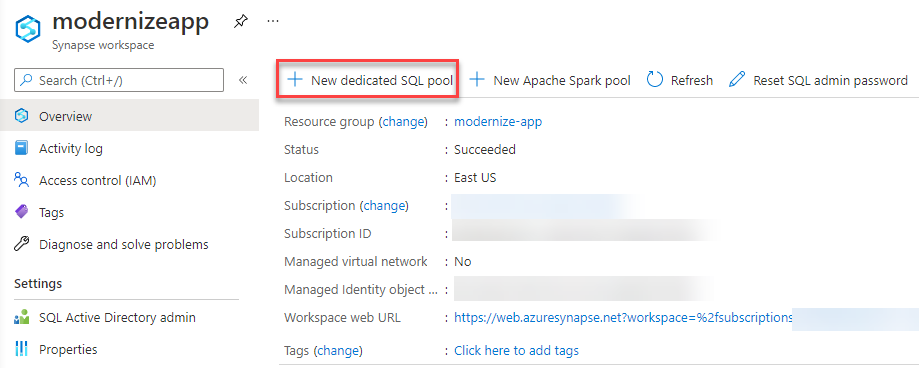 modernizeapp
...
Synapse workspace
Search (Ctrl+/)
«
Overview
Activity log
Access control (IAM)
Tags
Diagnose and solve problems
Settings
SQL Active Directory admin
Properties
New dedicated SQL pool
New Apache Spark pool
Refresh
Reset SQL admin password
Resource group (change) : modernize-app
Status : Succeeded
Location : East US
Subscription (change) :
Subscription ID :
Managed virtual network : No
Managed Identity object ... :
Workspace web URL : https://web.azuresynapse.net?workspace=%2fsubscriptions
Tags (change) : Click here to add tags